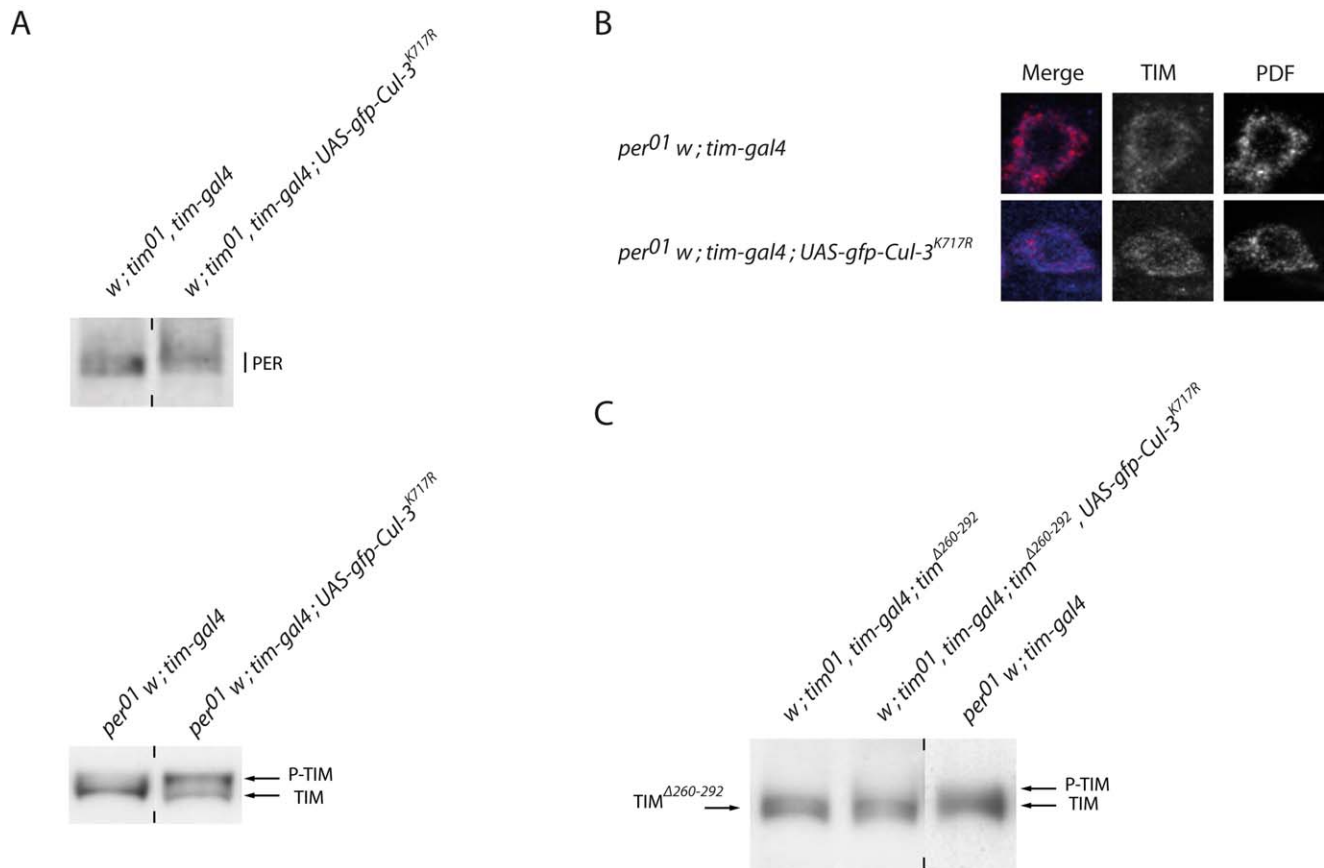 A
w ; tim01 , tim-gal4
w ; tim01 , tim-gal4 ; UAS-gfp-Cul-3K717R
PER
per01 w ; tim-gal4
per01 w ; tim-gal4 ; UAS-gfp-Cul-3K717R
P-TIM
TIM
B
Merge TIM PDF
per01 w ; tim-gal4
per01 w ; tim-gal4 ; UAS-gfp-Cul-3K717R
C
w ; tim01 , tim-gal4 ; timΔ260-292
w ; tim01 , tim-gal4 ; timΔ260-292 , UAS-gfp-Cul-3K717R
per01 w ; tim-gal4
TIMΔ260-292
P-TIM
TIM